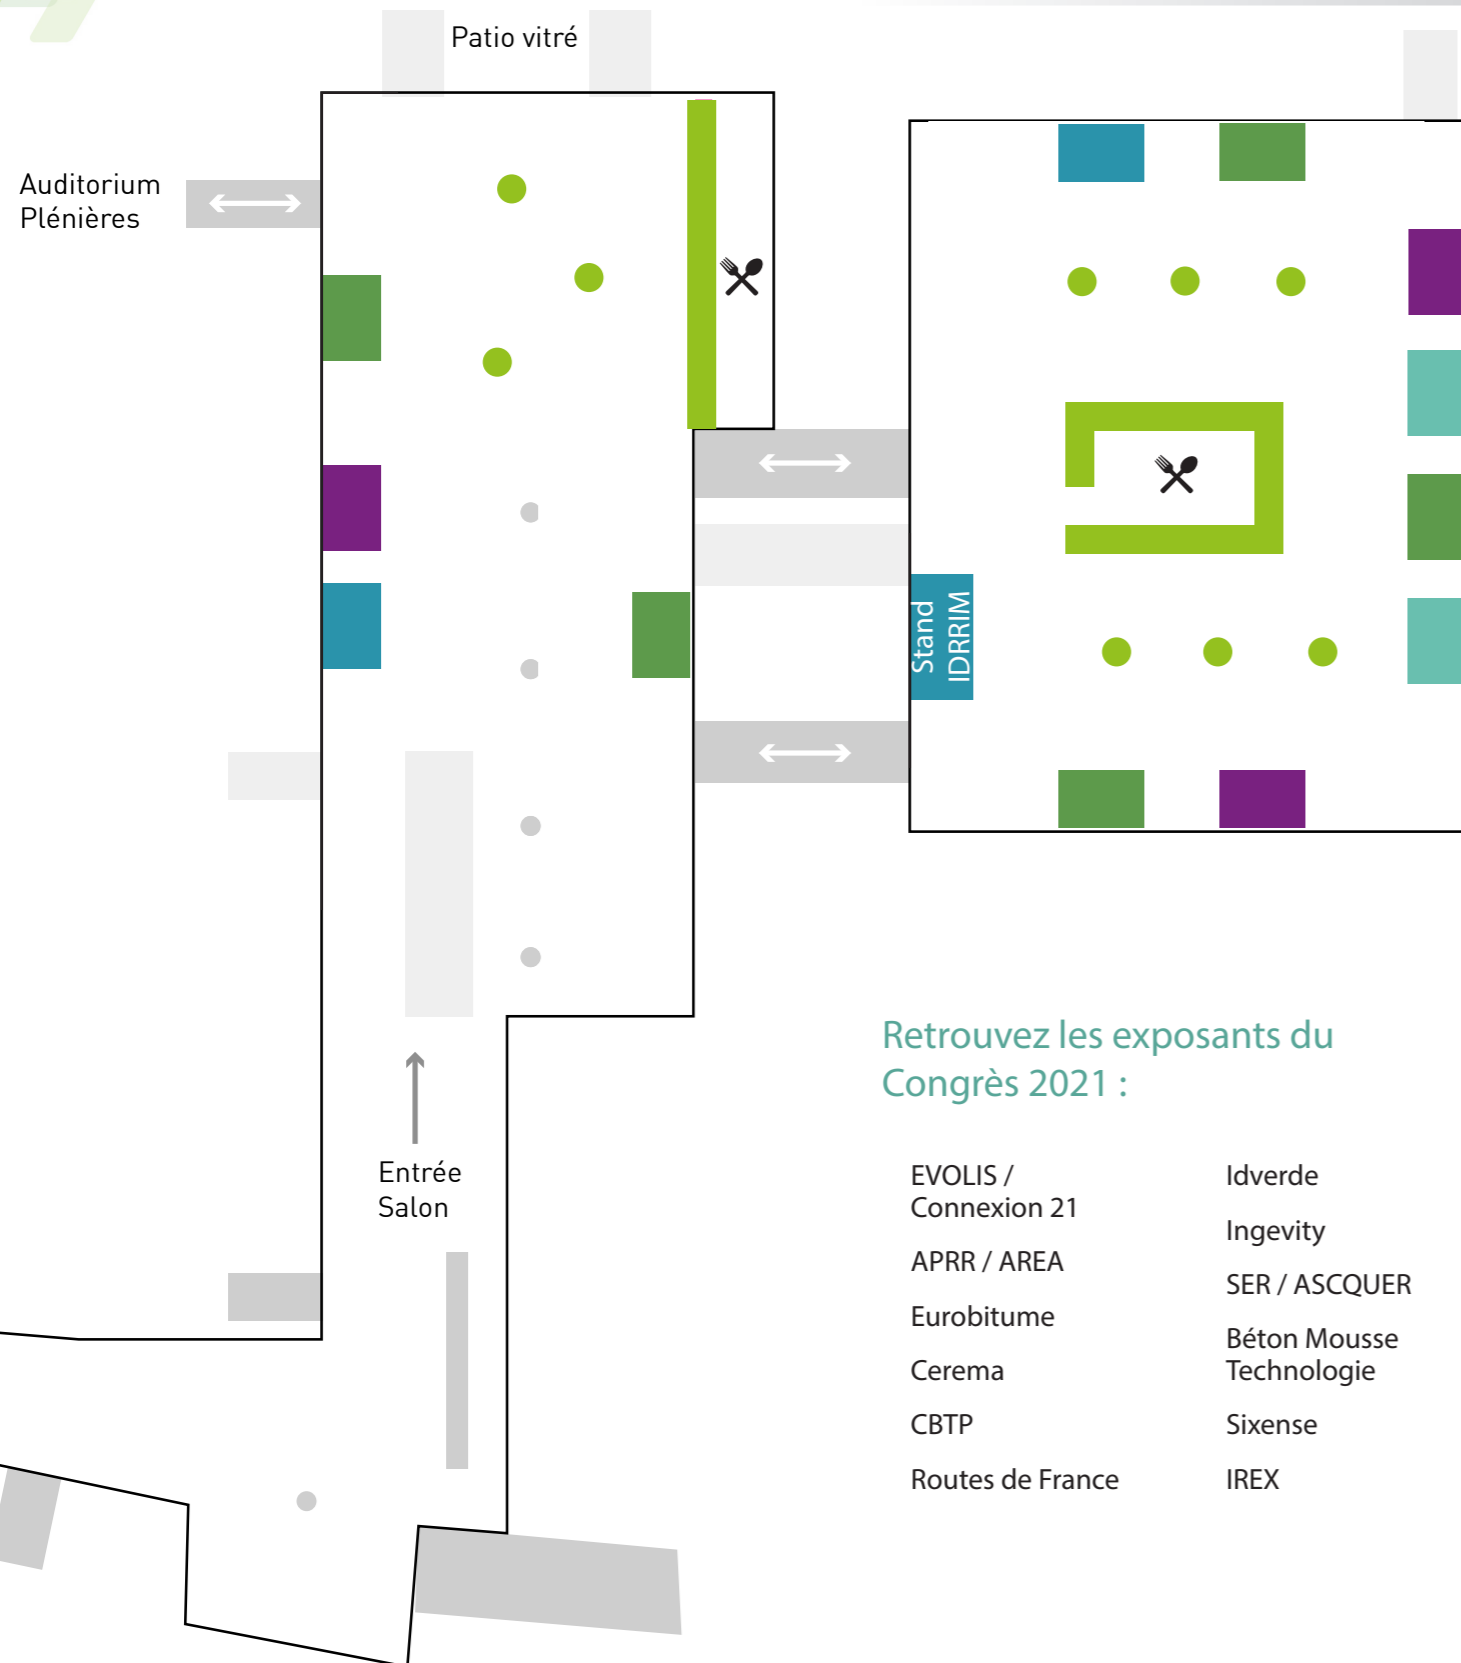 Patio vitré
Auditorium
Plénières
Stand
IDRRIM
Entrée
Salon
Retrouvez les exposants du
Congrès 2021 :
EVOLIS /
Connexion 21
APRR / AREA
Eurobitume
Cerema
CBTP
Routes de France
Idverde
Ingevity
SER / ASCQUER
Béton Mousse
Technologie
Sixense
IREX